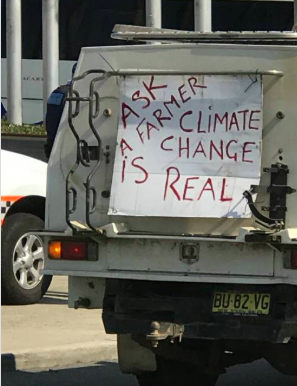 ASK
A FARMER
CLIMATE
CHANGE
iS REAL
BU 82 VG